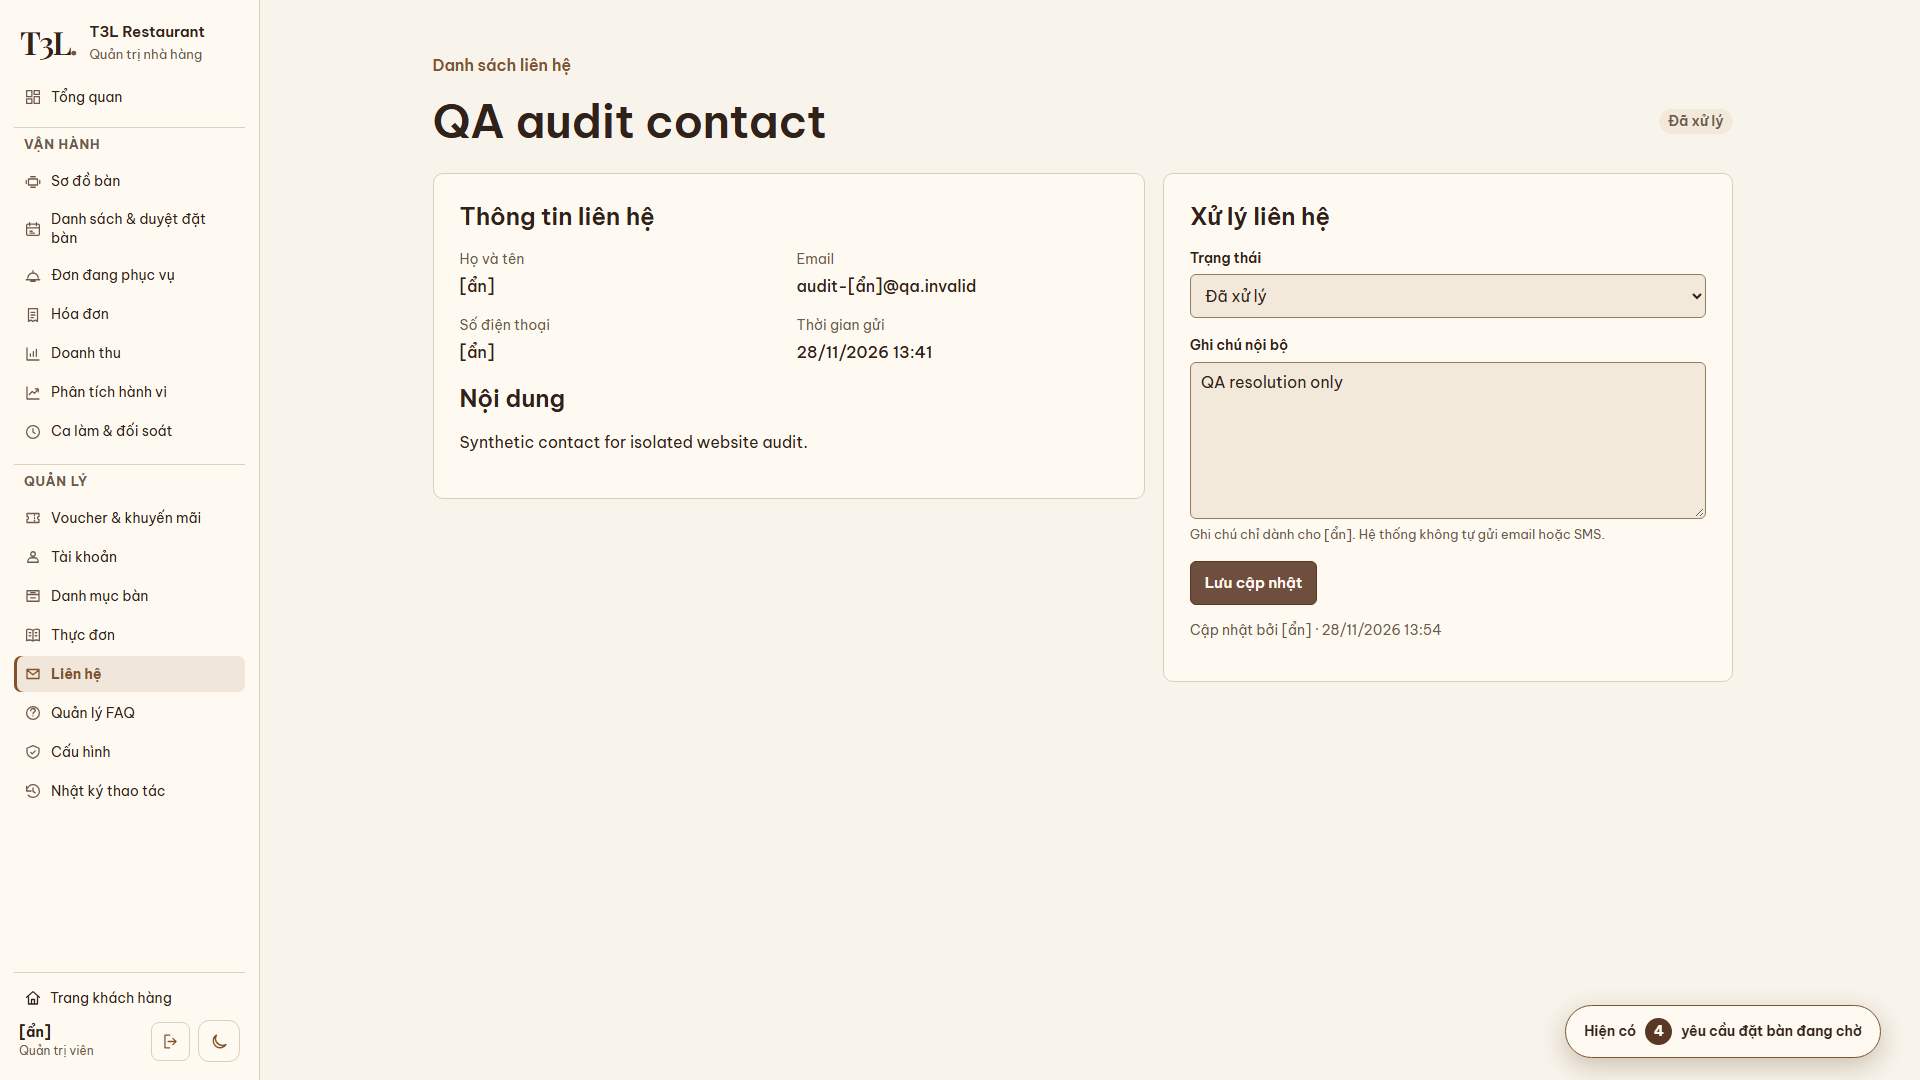 T3L.
T3L Restaurant
Quản trị nhà hàng
Tổng quan
VẬN HÀNH
Sơ đồ bàn
Danh sách & duyệt đặt
bàn
Đơn đang phục vụ
Hóa đơn
Doanh thu
Phân tích hành vi
Ca làm & đối soát
QUẢN LÝ
Voucher & khuyến mãi
Tài khoản
Danh mục bàn
Thực đơn
Liên hệ
Quản lý FAQ
Cấu hình
Nhật ký thao tác
Trang khách hàng
[ẩn]
Quản trị viên
Danh sách liên hệ
QA audit contact
Đã xử lý
Thông tin liên hệ
Họ và tên
[ẩn]
Email
audit-[ẩn]@qa.invalid
Số điện thoại
[ẩn]
Thời gian gửi
28/11/2026 13:41
Nội dung
Synthetic contact for isolated website audit.
Xử lý liên hệ
Trạng thái
Đã xử lý
Ghi chú nội bộ
QA resolution only
Ghi chú chỉ dành cho [ẩn]. Hệ thống không tự gửi email hoặc SMS.
Lưu cập nhật
Cập nhật bởi [ẩn] · 28/11/2026 13:54
Hiện có 4 yêu cầu đặt bàn đang chờ